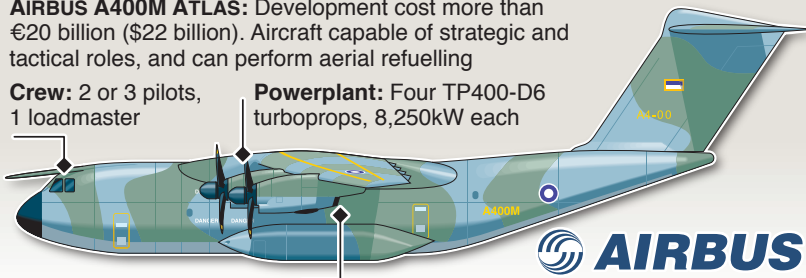 AIRBUS A400M ATLAS: Development cost more than
€20 billion ($22 billion). Aircraft capable of strategic and
tactical roles, and can perform aerial refuelling
Crew: 2 or 3 pilots,
1 loadmaster
Powerplant: Four TP400-D6
turboprops, 8,250kW each
A4-00
DANGER
DANGER
A400M
AIRBUS